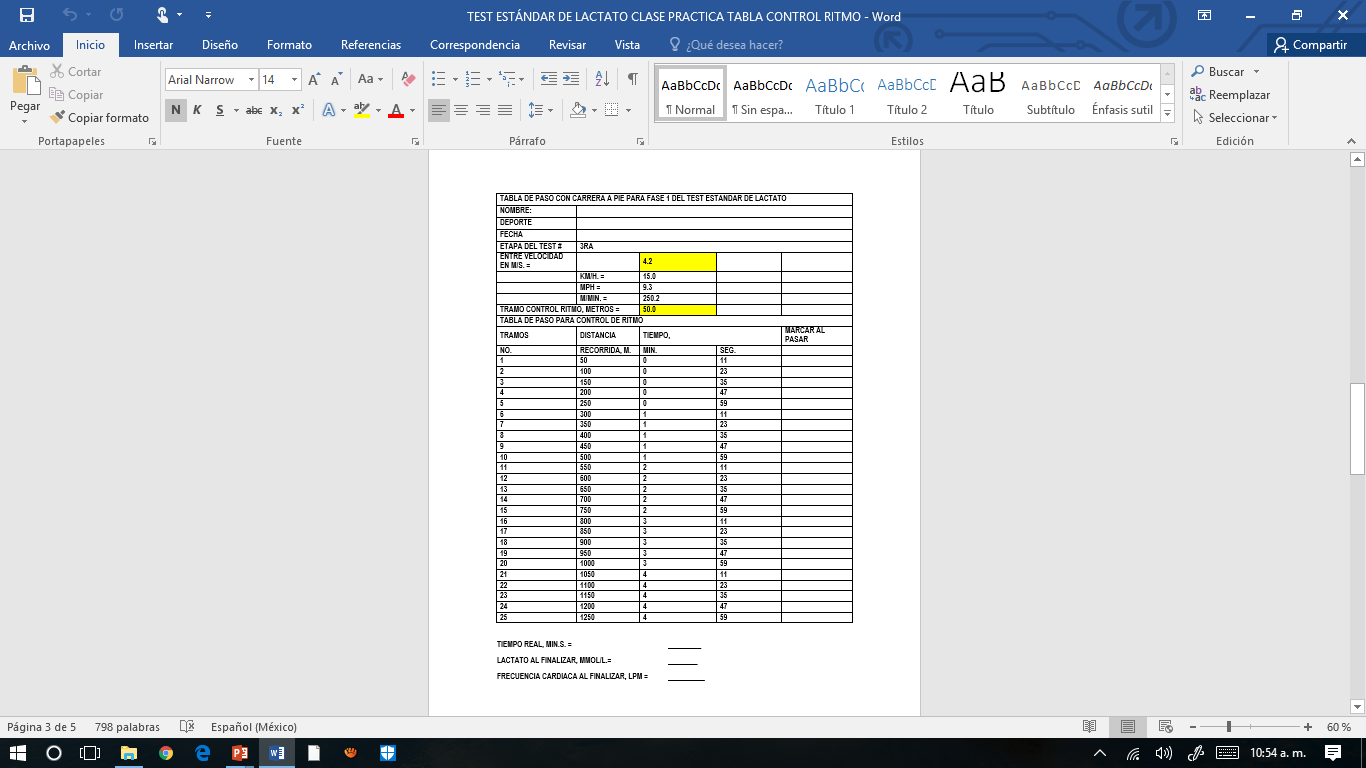 TEST ESTÁNDAR DE LACTATO CLASE PRACTICA TABLA CONTROL RITMO - Word
Archivo Inicio Insertar Diseño Formato Referencias Correspondencia Revisar Vista ¿Qué desea hacer? Compartir
Pegar
Cortar
Copiar
Copiar formato
Portapapeles
Arial Narrow 14 A A Aa A
N K S abc x₂ x² A ab A
Fuente
Párrafo
AaBbCcDc AaBbCcDc AaBbCc AaBbCcD AaB AaBbCcD AaBbCcDc
¶ Normal ¶ Sin espa... Título 1 Título 2 Título Subtítulo Énfasis sutil
Estilos
Buscar
Reemplazar
Seleccionar
Edición
TABLA DE PASO CON CARRERA A PIE PARA FASE 1 DEL TEST ESTANDAR DE LACTATO
NOMBRE:
DEPORTE
FECHA
ETAPA DEL TEST # 3RA
ENTRE VELOCIDAD
EN M/S. = 4.2
KM/H. = 15.0
MPH = 9.3
M/MIN. = 250.2
TRAMO CONTROL RITMO, METROS = 50.0
TABLA DE PASO PARA CONTROL DE RITMO
TRAMOS DISTANCIA TIEMPO, MARCAR AL
PASAR
NO. RECORRIDA, M. MIN. SEG.
1 50 0 11
2 100 0 23
3 150 0 35
4 200 0 47
5 250 0 59
6 300 1 11
7 350 1 23
8 400 1 35
9 450 1 47
10 500 1 59
11 550 2 11
12 600 2 23
13 650 2 35
14 700 2 47
15 750 2 59
16 800 3 11
17 850 3 23
18 900 3 35
19 950 3 47
20 1000 3 59
21 1050 4 11
22 1100 4 23
23 1150 4 35
24 1200 4 47
25 1250 4 59
TIEMPO REAL, MIN.S. =
LACTATO AL FINALIZAR, MMOL/L.=
FRECUENCIA CARDIACA AL FINALIZAR, LPM =
Página 3 de 5 798 palabras Español (México) 60 %
10:54 a. m.